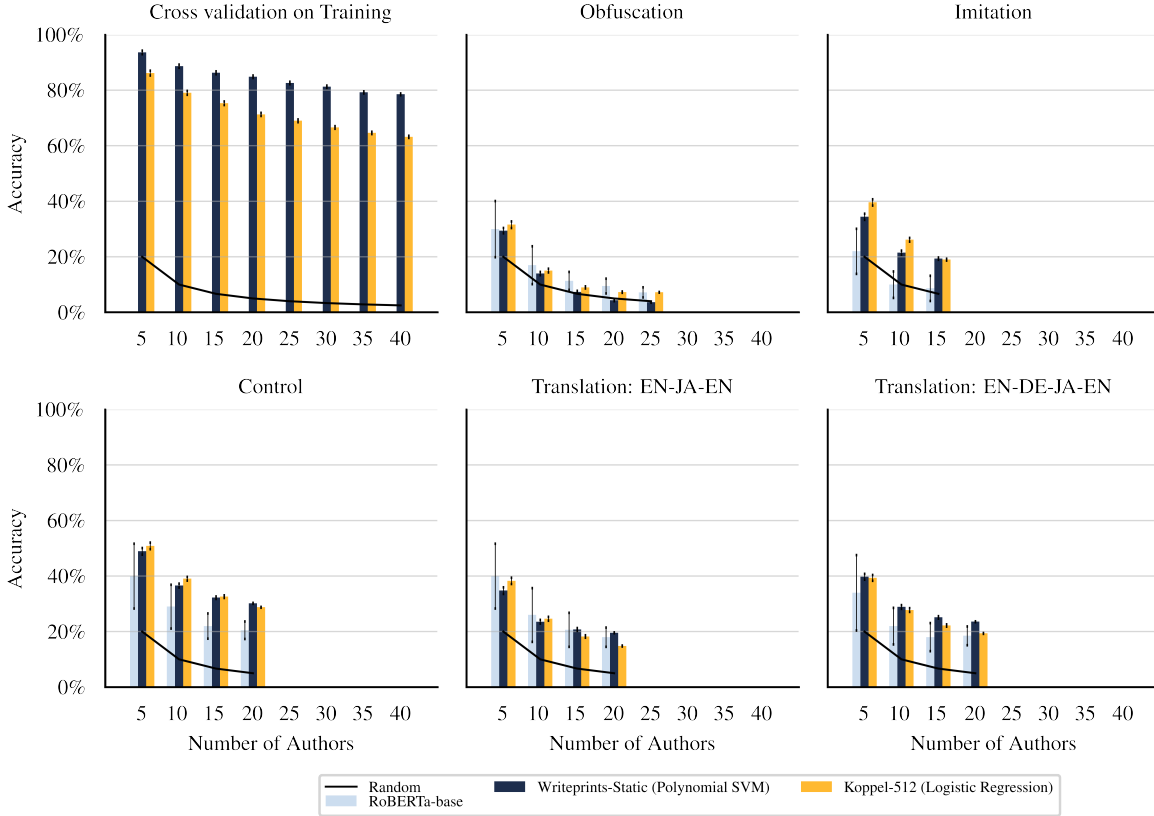 Cross validation on Training
Obfuscation
Imitation
100%
80%
60%
40%
20%
0%
Accuracy
5 10 15 20 25 30 35 40
5 10 15 20 25 30 35 40
5 10 15 20 25 30 35 40
Control
Translation: EN-JA-EN
Translation: EN-DE-JA-EN
100%
80%
60%
40%
20%
0%
Accuracy
5 10 15 20 25 30 35 40
5 10 15 20 25 30 35 40
5 10 15 20 25 30 35 40
Number of Authors
Number of Authors
Number of Authors
Random
RoBERTa-base
Writeprints-Static (Polynomial SVM)
Koppel-512 (Logistic Regression)